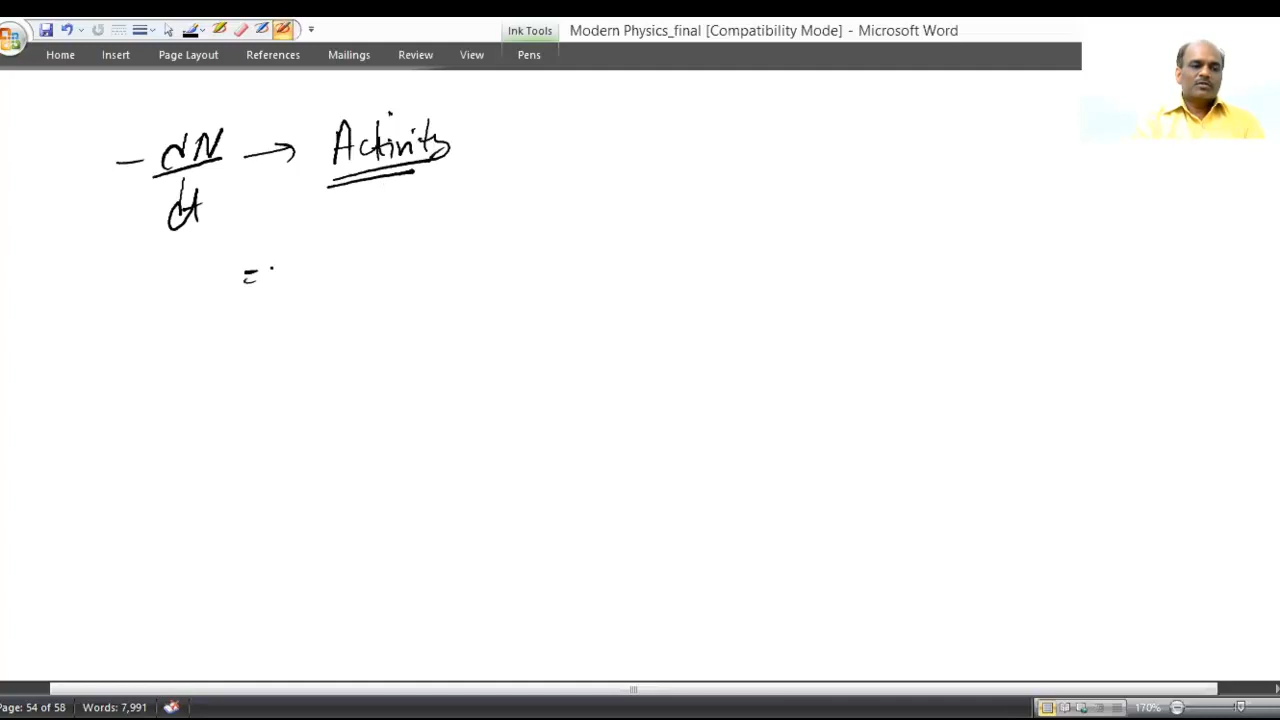 Ink Tools
Modern Physics_final [Compatibility Mode] - Microsoft Word
Home Insert Page Layout References Mailings Review View Pens
- dN/dt → Activity
=
Page: 54 of 58 Words: 7,991 170%